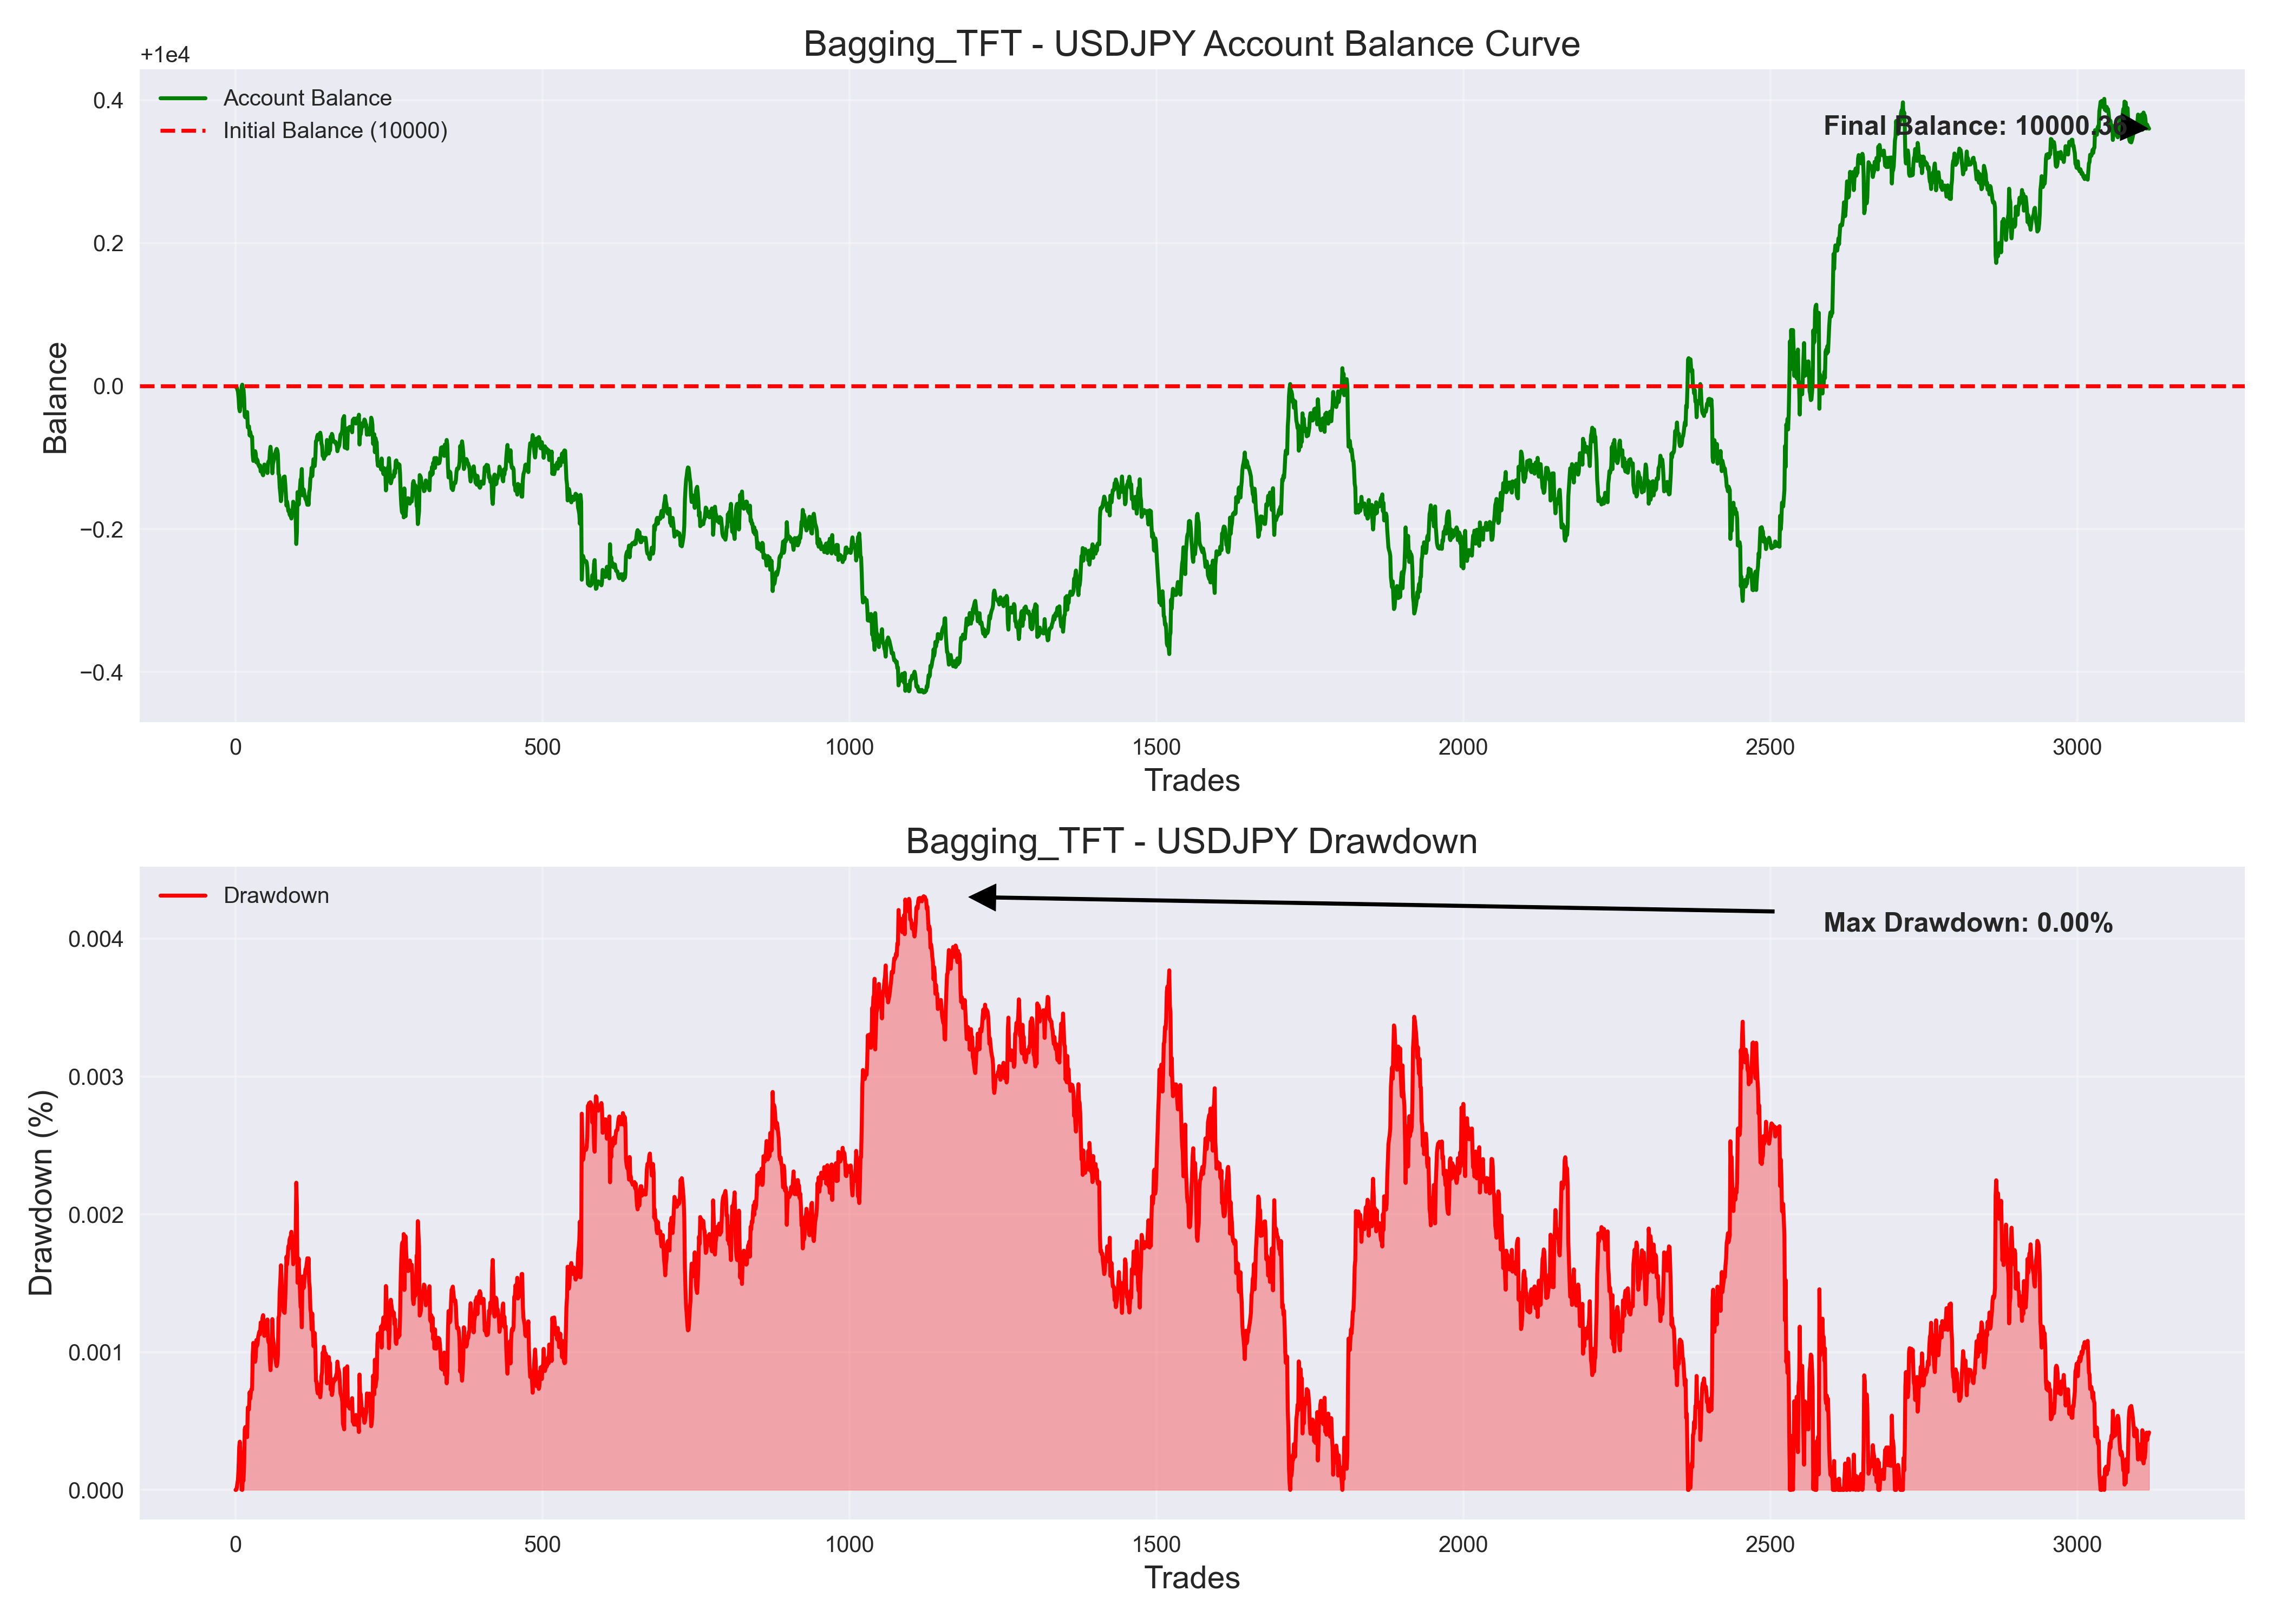 Bagging_TFT - USDJPY Account Balance Curve
+1e4
Account Balance
Initial Balance (10000)
Final Balance: 10000.36
0.4
0.2
0.0
−0.2
−0.4
Balance
0 500 1000 1500 2000 2500 3000
Trades
Bagging_TFT - USDJPY Drawdown
Drawdown
Max Drawdown: 0.00%
0.004
0.003
0.002
0.001
0.000
Drawdown (%)
0 500 1000 1500 2000 2500 3000
Trades